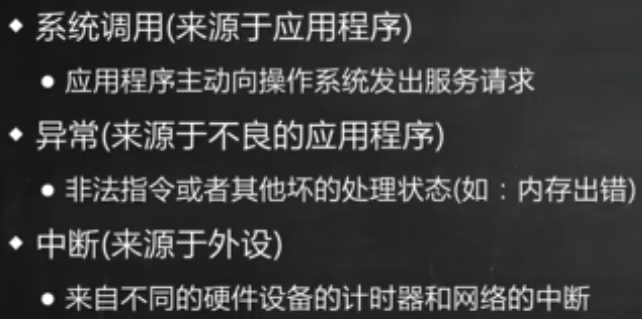 ◆ 系统调用(来源于应用程序)
● 应用程序主动向操作系统发出服务请求
◆ 异常(来源于不良的应用程序)
● 非法指令或者其他坏的处理状态(如：内存出错)
◆ 中断(来源于外设)
● 来自不同的硬件设备的计时器和网络的中断